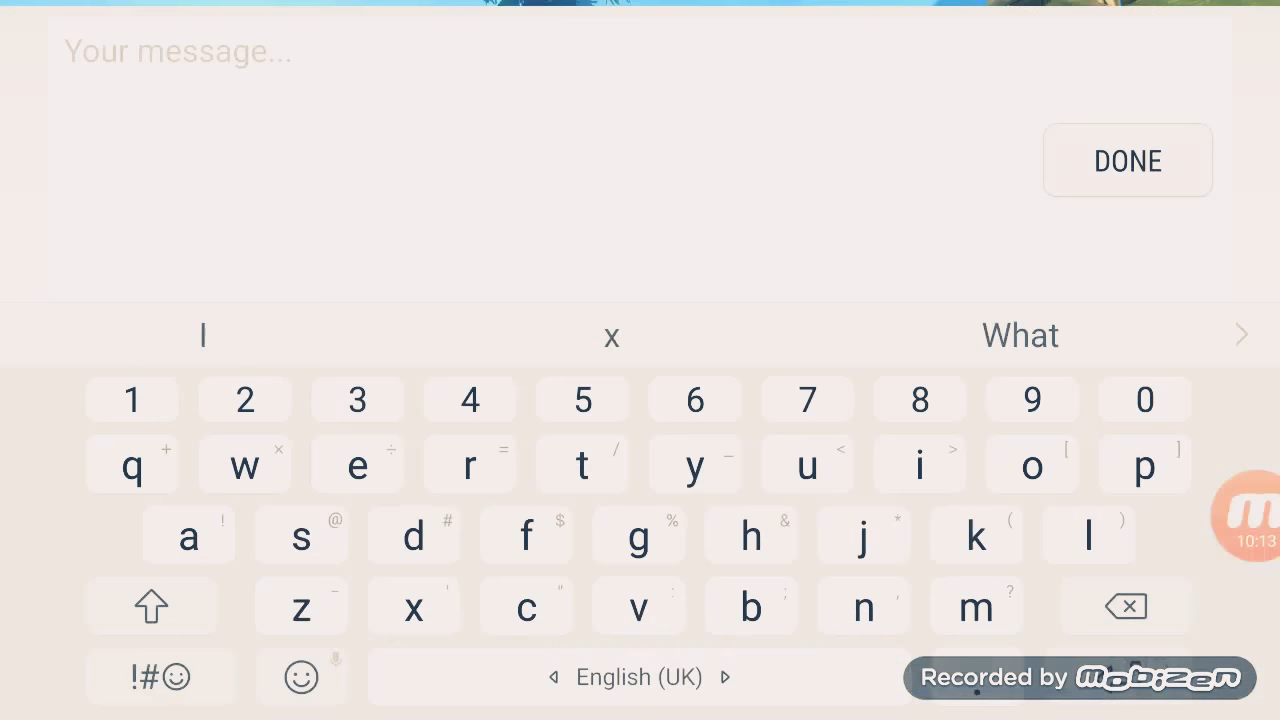 Your message...
DONE
I x What
1 2 3 4 5 6 7 8 9 0
q + w × e ÷ r = t / y _ u < i > o [ p ]
a ! s @ d # f $ g % h & j * k ( l )
z - x ' c " v : b ; n , m ?
!#☺ English (UK) .
Recorded by mobizen
m
10:13